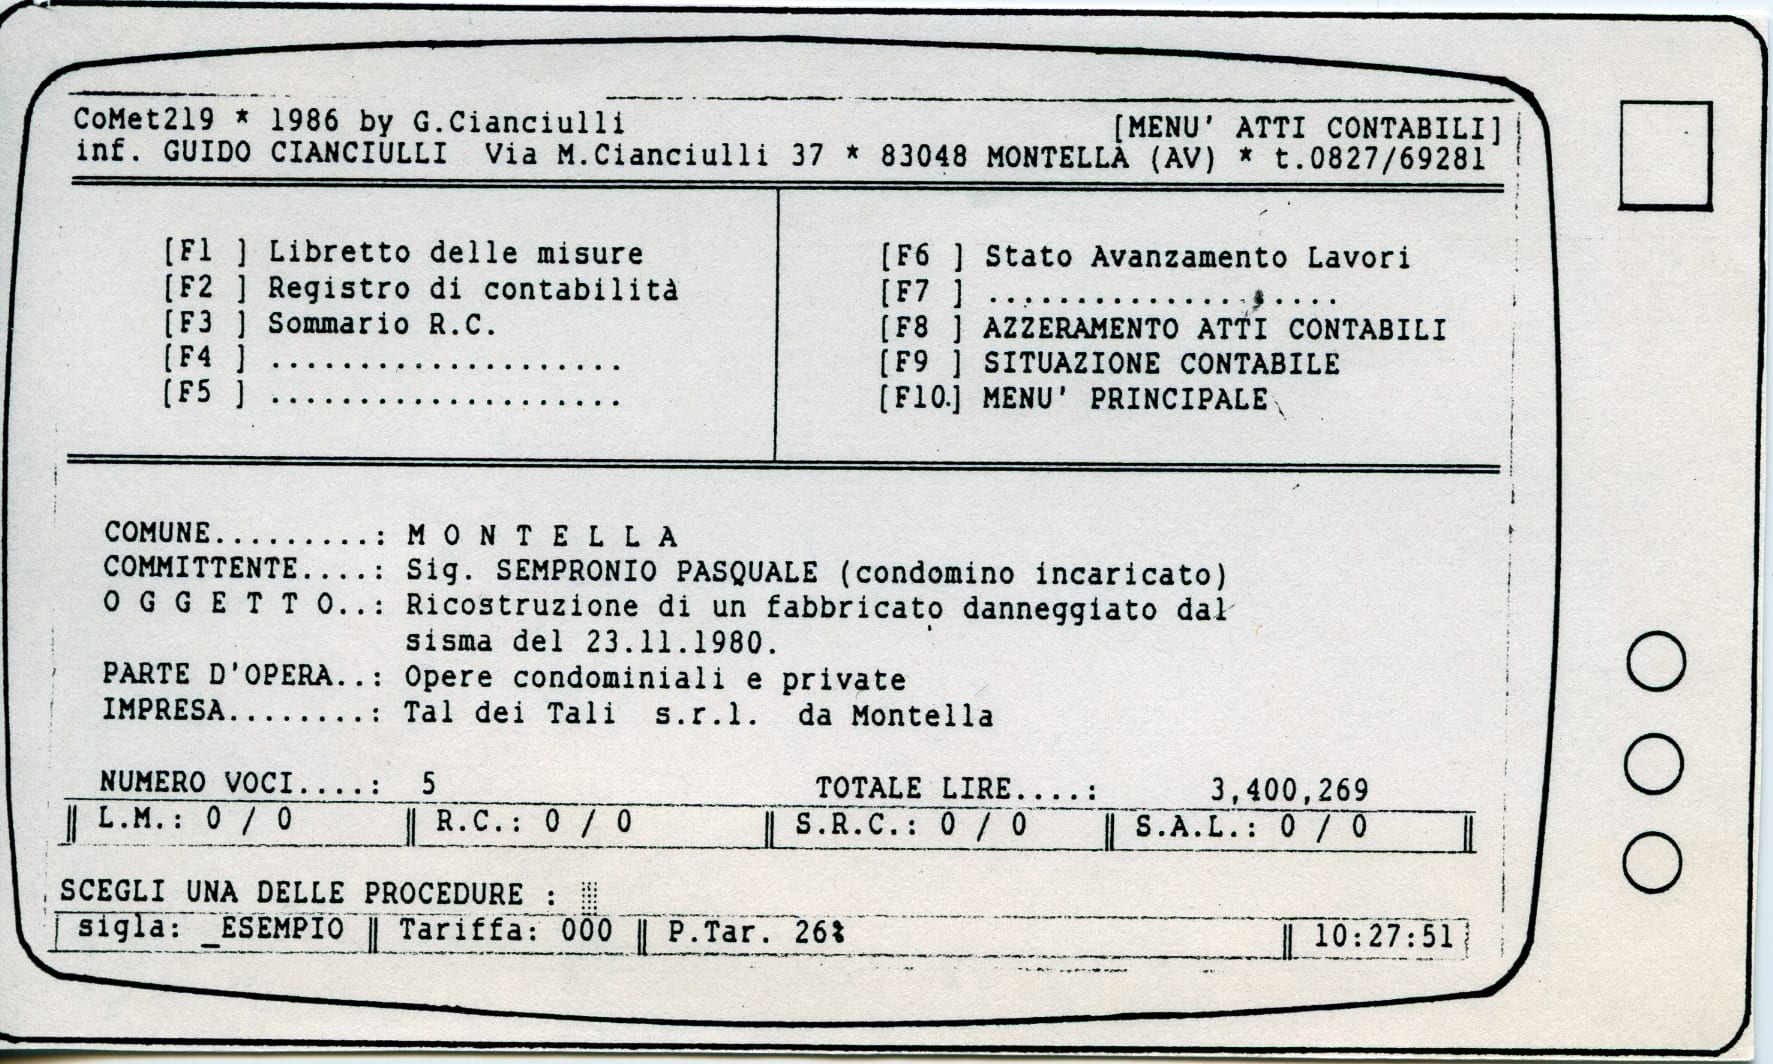 CoMet219 * 1986 by G.Cianciulli [MENU' ATTI CONTABILI]
inf. GUIDO CIANCIULLI Via M.Cianciulli 37 * 83048 MONTELLA (AV) * t.0827/69281
[F1 ] Libretto delle misure
[F2 ] Registro di contabilità
[F3 ] Sommario R.C.
[F4 ] ....................
[F5 ] ....................
[F6 ] Stato Avanzamento Lavori
[F7 ] ....................
[F8 ] AZZERAMENTO ATTI CONTABILI
[F9 ] SITUAZIONE CONTABILE
[F10.] MENU' PRINCIPALE
COMUNE.........: M O N T E L L A
COMMITTENTE....: Sig. SEMPRONIO PASQUALE (condomino incaricato)
O G G E T T O..: Ricostruzione di un fabbricato danneggiato dal
sisma del 23.11.1980.
PARTE D'OPERA..: Opere condominiali e private
IMPRESA........: Tal dei Tali s.r.l. da Montella
NUMERO VOCI....: 5 TOTALE LIRE....: 3,400,269
L.M.: 0 / 0 R.C.: 0 / 0 S.R.C.: 0 / 0 S.A.L.: 0 / 0
SCEGLI UNA DELLE PROCEDURE :
sigla: _ESEMPIO Tariffa: 000 P.Tar. 26% 10:27:51